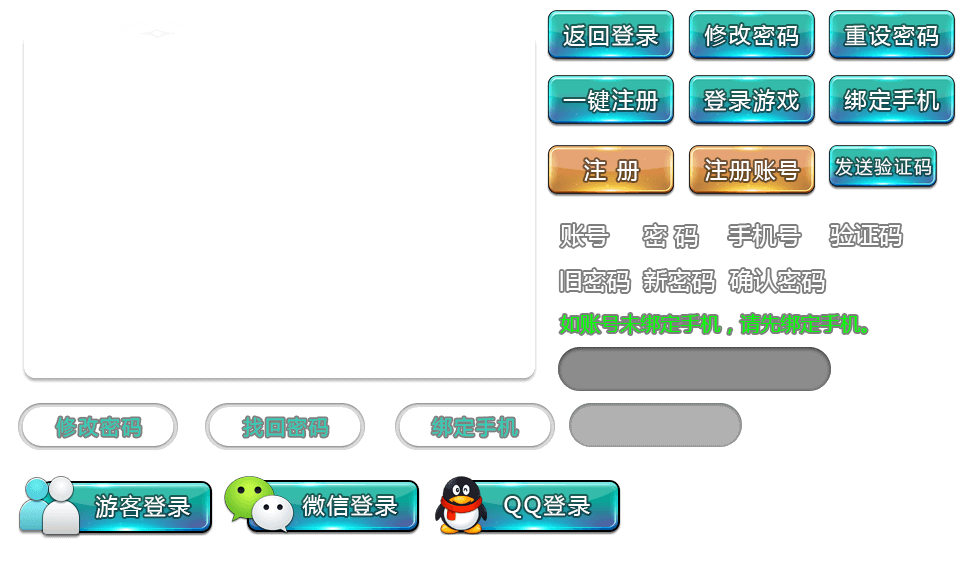 返回登录 修改密码 重设密码
一键注册 登录游戏 绑定手机
注 册 注册账号 发送验证码
账号 密 码 手机号 验证码
旧密码 新密码 确认密码
如账号未绑定手机，请先绑定手机。
修改密码 找回密码 绑定手机
游客登录 微信登录 QQ登录